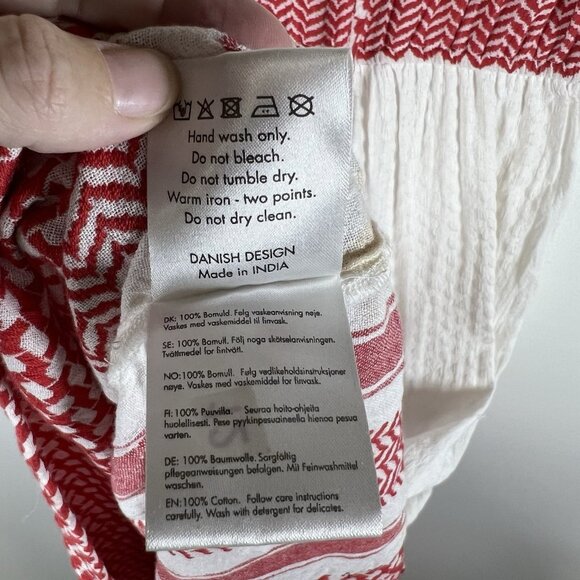 Hand wash only.
Do not bleach.
Do not tumble dry.
Warm iron - two points.
Do not dry clean.
DANISH DESIGN
Made in INDIA
DK: 100% Bomuld. Følg vaskeanvisning nøje.
Vaskes med vaskemiddel til finvask.
SE: 100% Bomull. Följ noga skötselanvisningen.
Tvättmedel for fintvätt.
NO: 100% Bomull. Følg vedlikeholdsinstruksjoner
nøye. Vaskes med vaskemiddel for delikatesser.
FI: 100% Puuvilla. Seuraa hoito-ohjeita
huolellisesti. Pese pyykinpesuaineella hienoa pesua
varten.
DE: 100% Baumwolle. Sorgfältig
pflegeanweisungen befolgen. Mit Feinwashmittel
waschen.
EN: 100% Cotton. Follow care instructions
carefully. Wash with detergent for delicates.